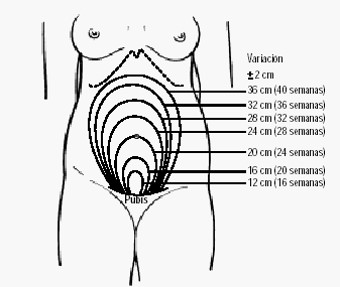 Variacion
±2 cm
36 cm (40 semanas)
32 cm (36 semanas)
28 cm (32 semanas)
24 cm (28 semanas)
20 cm (24 semanas)
16 cm (20 semanas)
12 cm (16 semanas)
Pubis